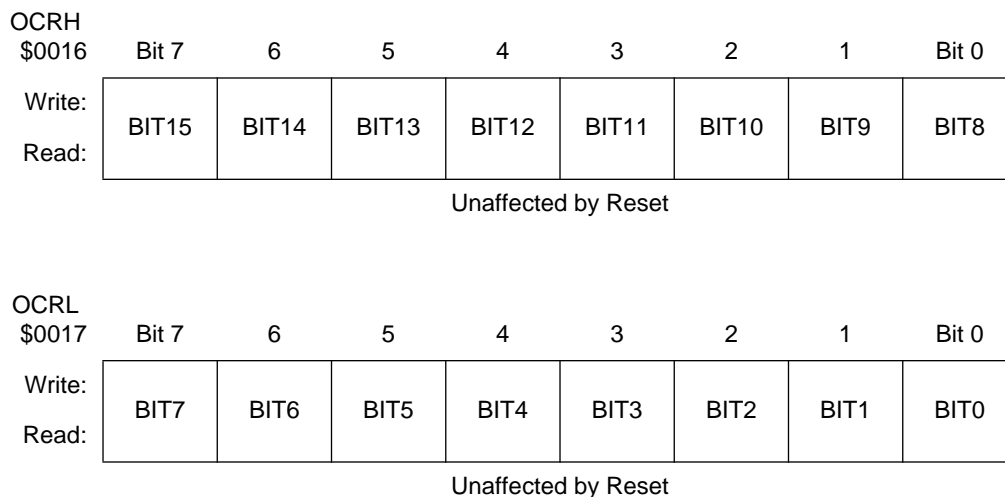 OCRH
$0016 Bit 7 6 5 4 3 2 1 Bit 0
Write:
BIT15 BIT14 BIT13 BIT12 BIT11 BIT10 BIT9 BIT8
Read:
Unaffected by Reset
OCRL
$0017 Bit 7 6 5 4 3 2 1 Bit 0
Write:
BIT7 BIT6 BIT5 BIT4 BIT3 BIT2 BIT1 BIT0
Read:
Unaffected by Reset